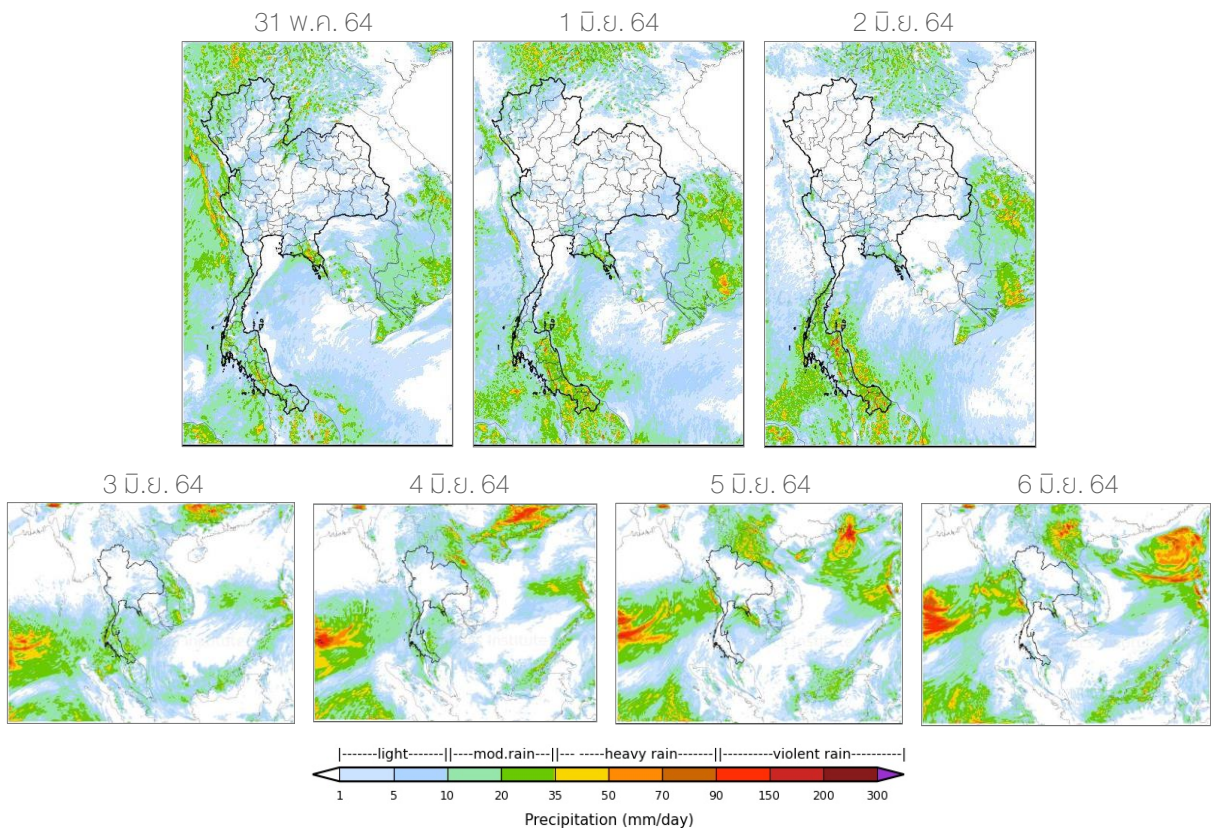 31 พ.ค. 64
1 มิ.ย. 64
2 มิ.ย. 64
3 มิ.ย. 64
4 มิ.ย. 64
5 มิ.ย. 64
6 มิ.ย. 64
|-------light-------||----mod.rain---||--- -----heavy rain-------||---------violent rain----------|
1 5 10 20 35 50 70 90 150 200 300
Precipitation (mm/day)